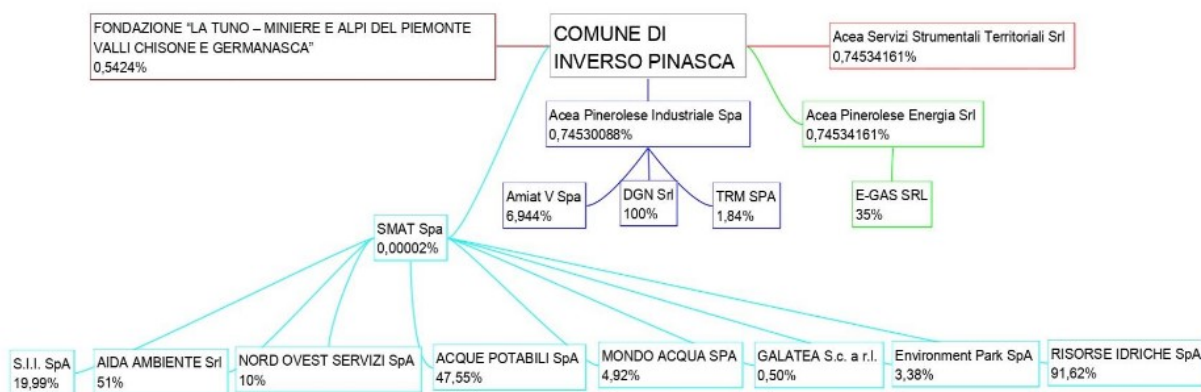 FONDAZIONE “LA TUNO – MINIERE E ALPI DEL PIEMONTE
VALLI CHISONE E GERMANASCA”
0,5424%
COMUNE DI
INVERSO PINASCA
Acea Servizi Strumentali Territoriali Srl
0,74534161%
Acea Pinerolese Industriale Spa
0,74530088%
Acea Pinerolese Energia Srl
0,74534161%
Amiat V Spa
6,944%
DGN Srl
100%
TRM SPA
1,84%
E-GAS SRL
35%
SMAT Spa
0,00002%
S.I.I. SpA
19,99%
AIDA AMBIENTE Srl
51%
NORD OVEST SERVIZI SpA
10%
ACQUE POTABILI SpA
47,55%
MONDO ACQUA SPA
4,92%
GALATEA S.c. a r.l.
0,50%
Environment Park SpA
3,38%
RISORSE IDRICHE SpA
91,62%